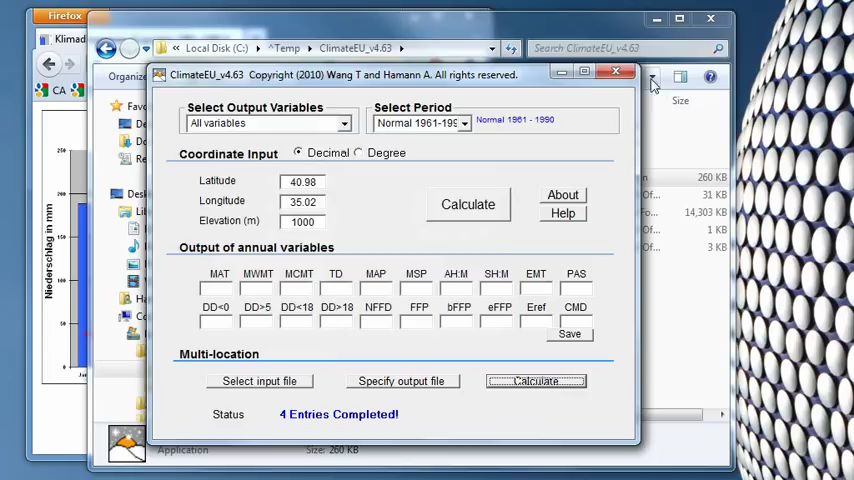 Firefox
Klimad
CA
Local Disk (C:)
^Temp
ClimateEU_v4.63
Search ClimateEU_v4.63
Organize
Size
Niederschlag in mm
250
200
150
100
50
260 KB
31 KB
14,303 KB
1 KB
3 KB
ClimateEU_v4.63 Copyright (2010) Wang T and Hamann A. All rights reserved.
Select Output Variables
All variables
Select Period
Normal 1961-199
Normal 1961 - 1990
Coordinate Input
Decimal
Degree
Latitude
40.98
Longitude
35.02
Elevation (m)
1000
Calculate
About
Help
Output of annual variables
MAT MWMT MCMT TD MAP MSP AH:M SH:M EMT PAS
DD<0 DD>5 DD<18 DD>18 NFFD FFP bFFP eFFP Eref CMD
Save
Multi-location
Select input file
Specify output file
Calculate
Status
4 Entries Completed!
Application
Size: 260 KB